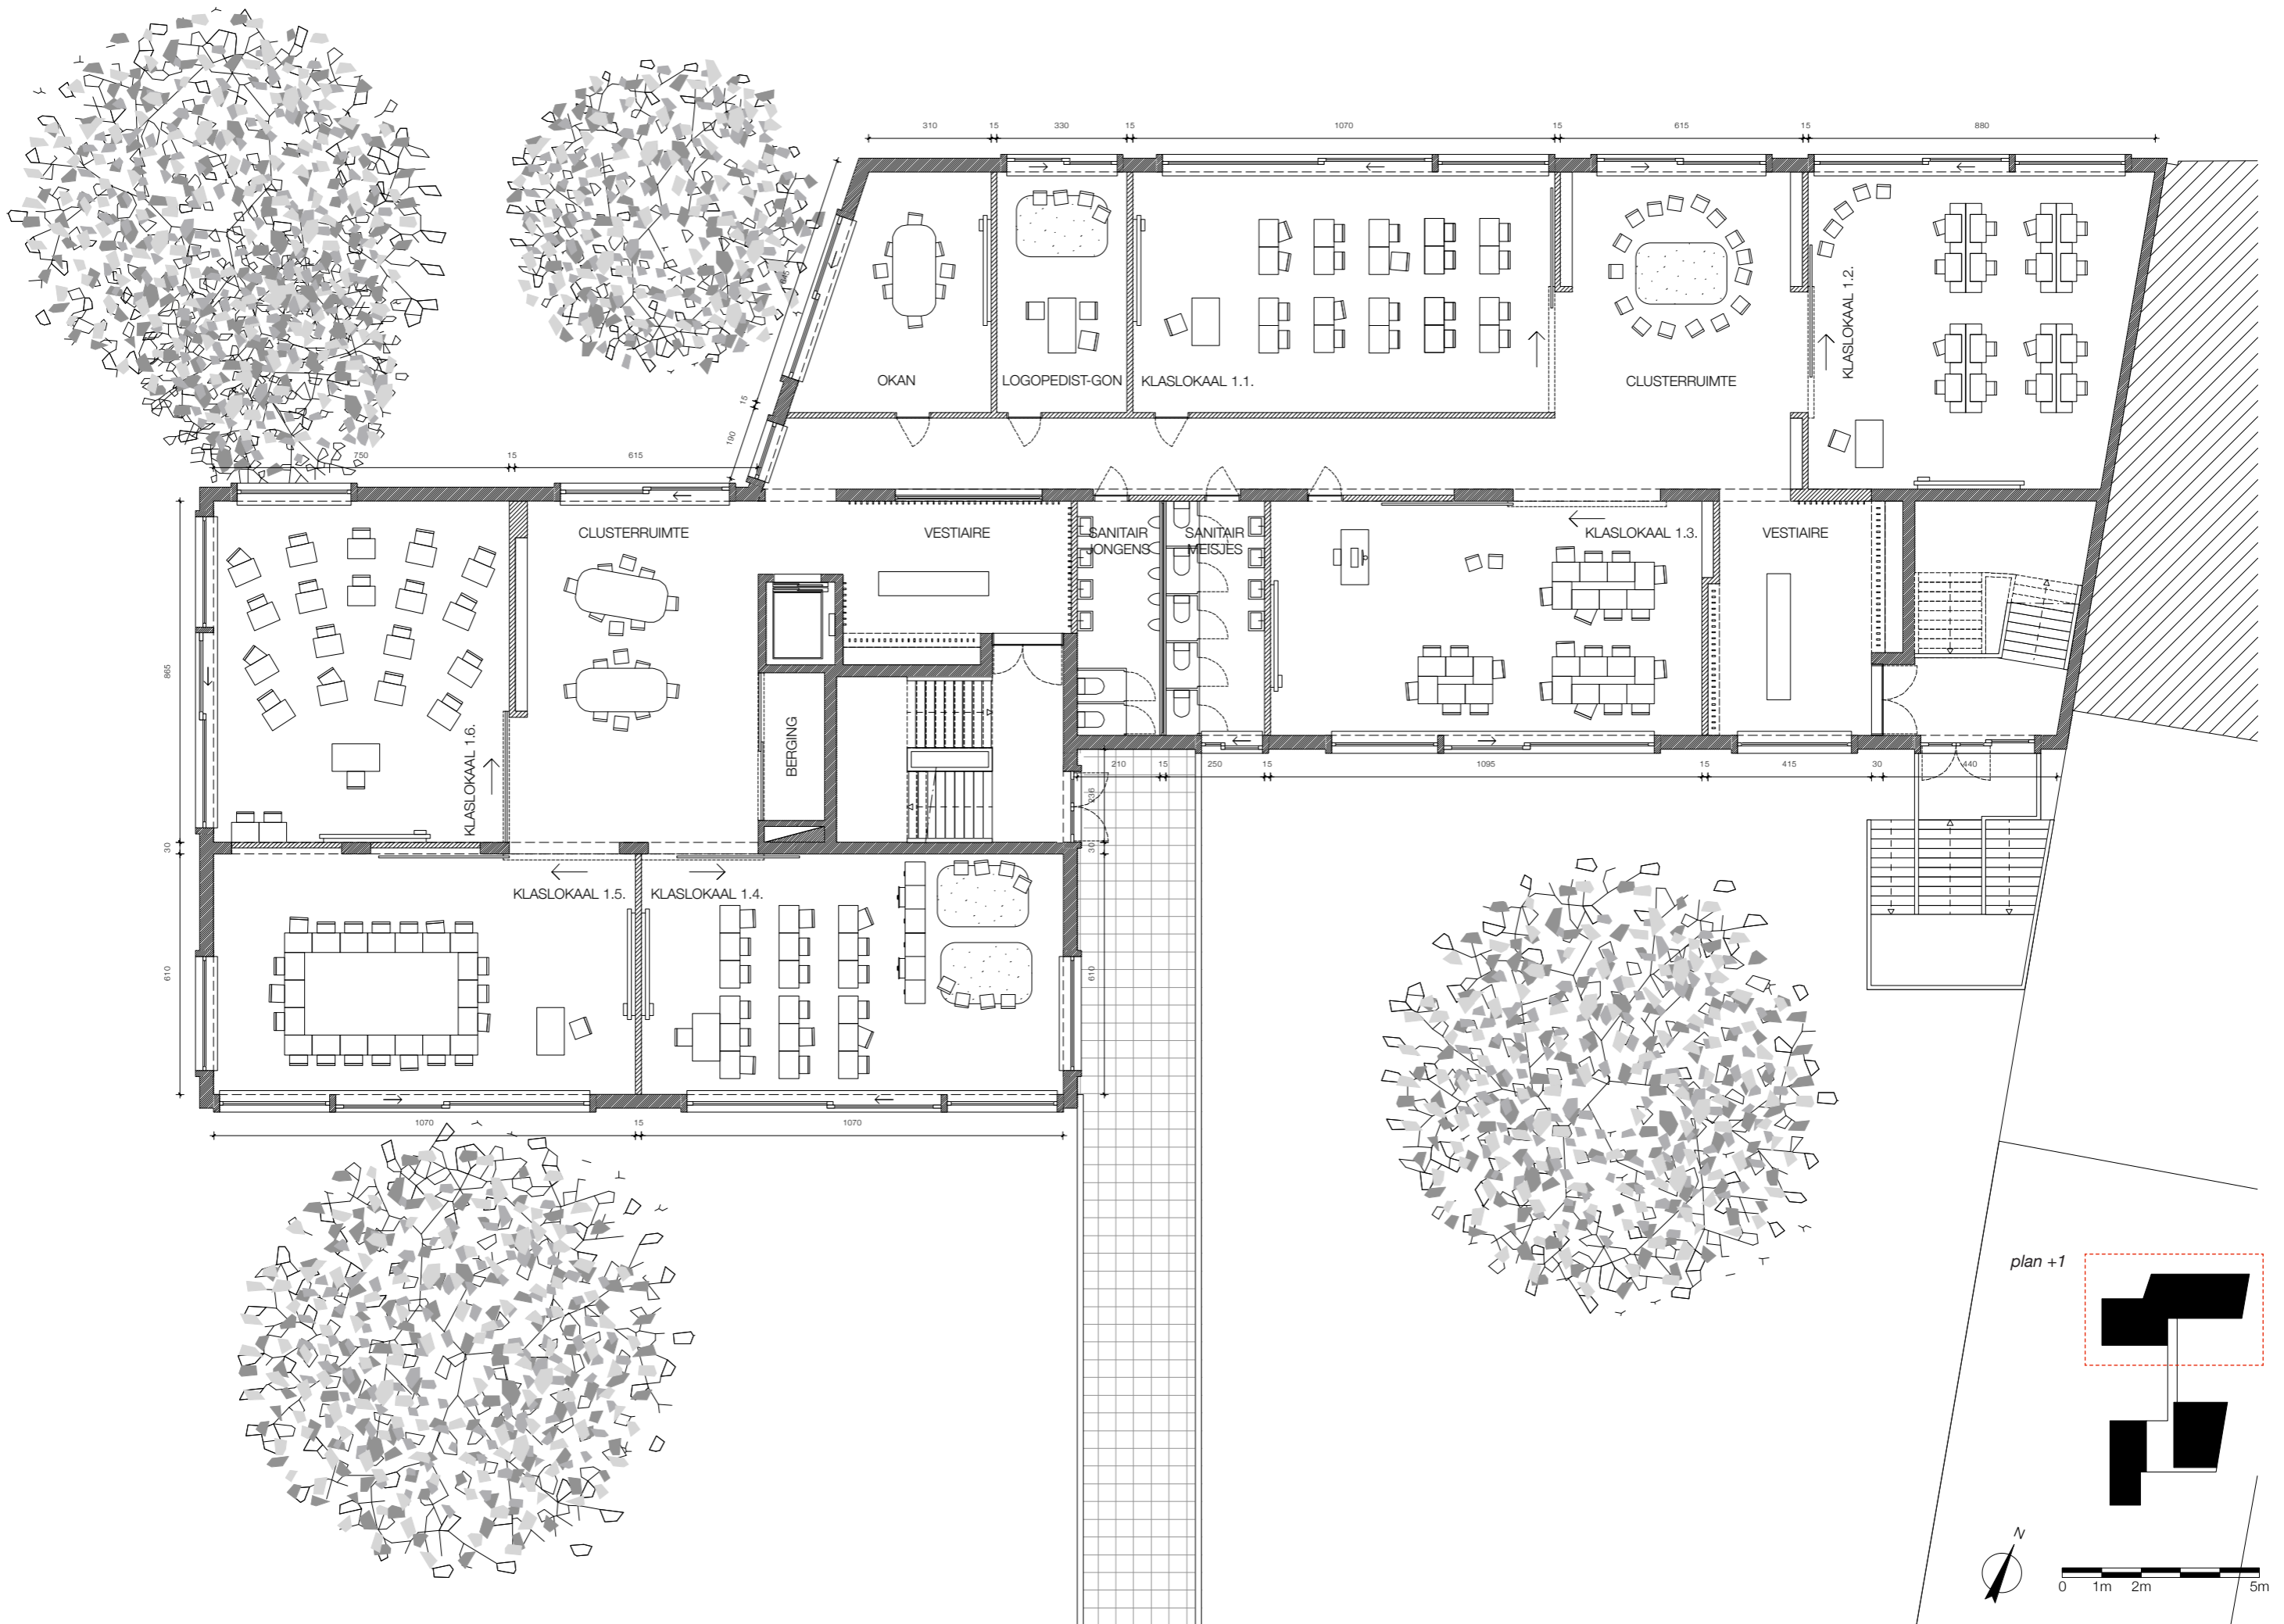 310
15
330
15
1070
15
615
15
880
645
15
190
OKAN
LOGOPEDIST-GON
KLASLOKAAL 1.1.
CLUSTERRUIMTE
KLASLOKAAL 1.2.
750
15
615
CLUSTERRUIMTE
VESTIAIRE
SANITAIR
JONGENS
SANITAIR
MEISJES
KLASLOKAAL 1.3.
VESTIAIRE
865
30
610
KLASLOKAAL 1.6.
BERGING
210
15
250
15
1095
15
415
30
440
236
30
610
KLASLOKAAL 1.5.
KLASLOKAAL 1.4.
1070
15
1070
plan +1
N
0
1m
2m
5m